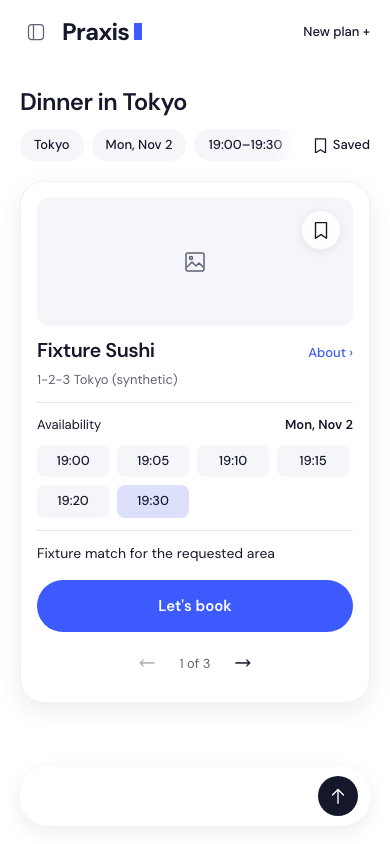 Praxis
New plan +
Dinner in Tokyo
Tokyo
Mon, Nov 2
19:00–19:30
Saved
Fixture Sushi
About ›
1-2-3 Tokyo (synthetic)
Availability
Mon, Nov 2
19:00
19:05
19:10
19:15
19:20
19:30
Fixture match for the requested area
Let's book
← 1 of 3 →